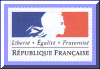 Liberté • Égalité • Fraternité
RÉPUBLIQUE FRANÇAISE